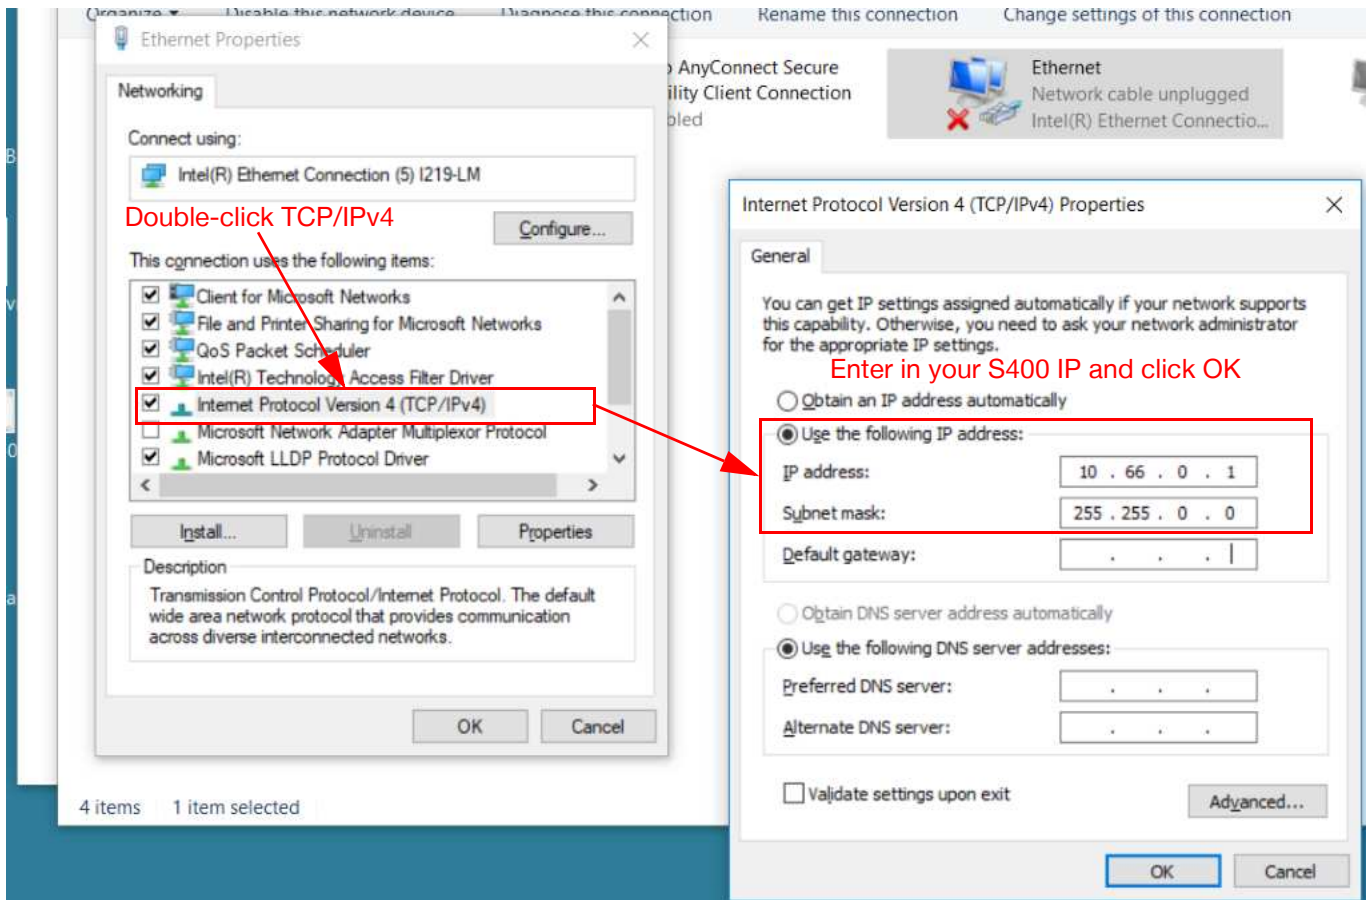 Organize Disable this network device Diagnose this connection Rename this connection Change settings of this connection
Ethernet Properties
Networking
Connect using:
Intel(R) Ethernet Connection (5) I219-LM
Double-click TCP/IPv4
Configure...
This connection uses the following items:
Client for Microsoft Networks
File and Printer Sharing for Microsoft Networks
QoS Packet Scheduler
Intel(R) Technology Access Filter Driver
Internet Protocol Version 4 (TCP/IPv4)
Microsoft Network Adapter Multiplexor Protocol
Microsoft LLDP Protocol Driver
Install... Uninstall Properties
Description
Transmission Control Protocol/Internet Protocol. The default
wide area network protocol that provides communication
across diverse interconnected networks.
OK Cancel
4 items 1 item selected
AnyConnect Secure
ility Client Connection
bled
Ethernet
Network cable unplugged
Intel(R) Ethernet Connectio...
Internet Protocol Version 4 (TCP/IPv4) Properties
General
You can get IP settings assigned automatically if your network supports
this capability. Otherwise, you need to ask your network administrator
for the appropriate IP settings.
Enter in your S400 IP and click OK
Obtain an IP address automatically
Use the following IP address:
IP address: 10 . 66 . 0 . 1
Subnet mask: 255 . 255 . 0 . 0
Default gateway: . . .
Obtain DNS server address automatically
Use the following DNS server addresses:
Preferred DNS server: . . .
Alternate DNS server: . . .
Validate settings upon exit
Advanced...
OK Cancel